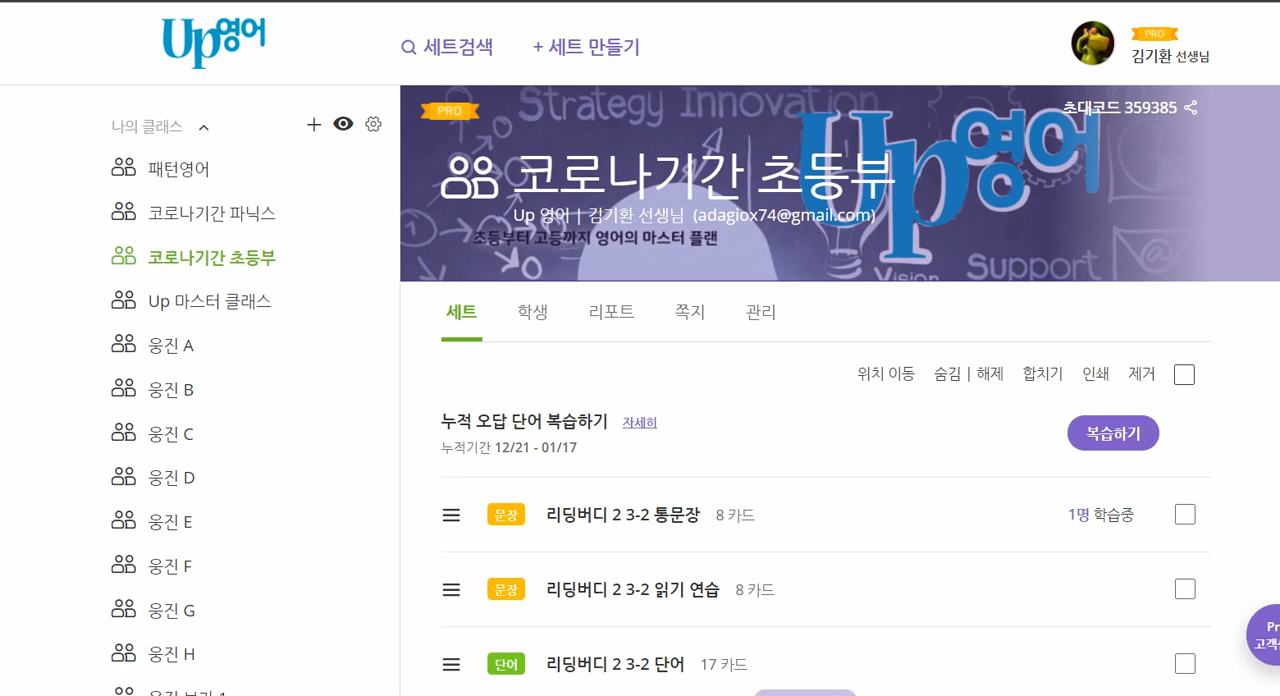 Up영어
세트검색
+ 세트 만들기
PRO
김기환 선생님
나의 클래스
패턴영어
코로나기간 파닉스
코로나기간 초등부
Up 마스터 클래스
웅진 A
웅진 B
웅진 C
웅진 D
웅진 E
웅진 F
웅진 G
웅진 H
PRO
초대코드 359385
Strategy Innovation
Up영어
코로나기간 초등부
Up 영어 | 김기환 선생님 (adagiox74@gmail.com)
초등부터 고등까지 영어의 마스터 플랜
Vision
Support
세트 학생 리포트 쪽지 관리
위치 이동 숨김 | 해제 합치기 인쇄 제거
누적 오답 단어 복습하기 자세히
누적기간 12/21 - 01/17
복습하기
문장 리딩버디 2 3-2 통문장 8 카드 1명 학습중
문장 리딩버디 2 3-2 읽기 연습 8 카드
단어 리딩버디 2 3-2 단어 17 카드